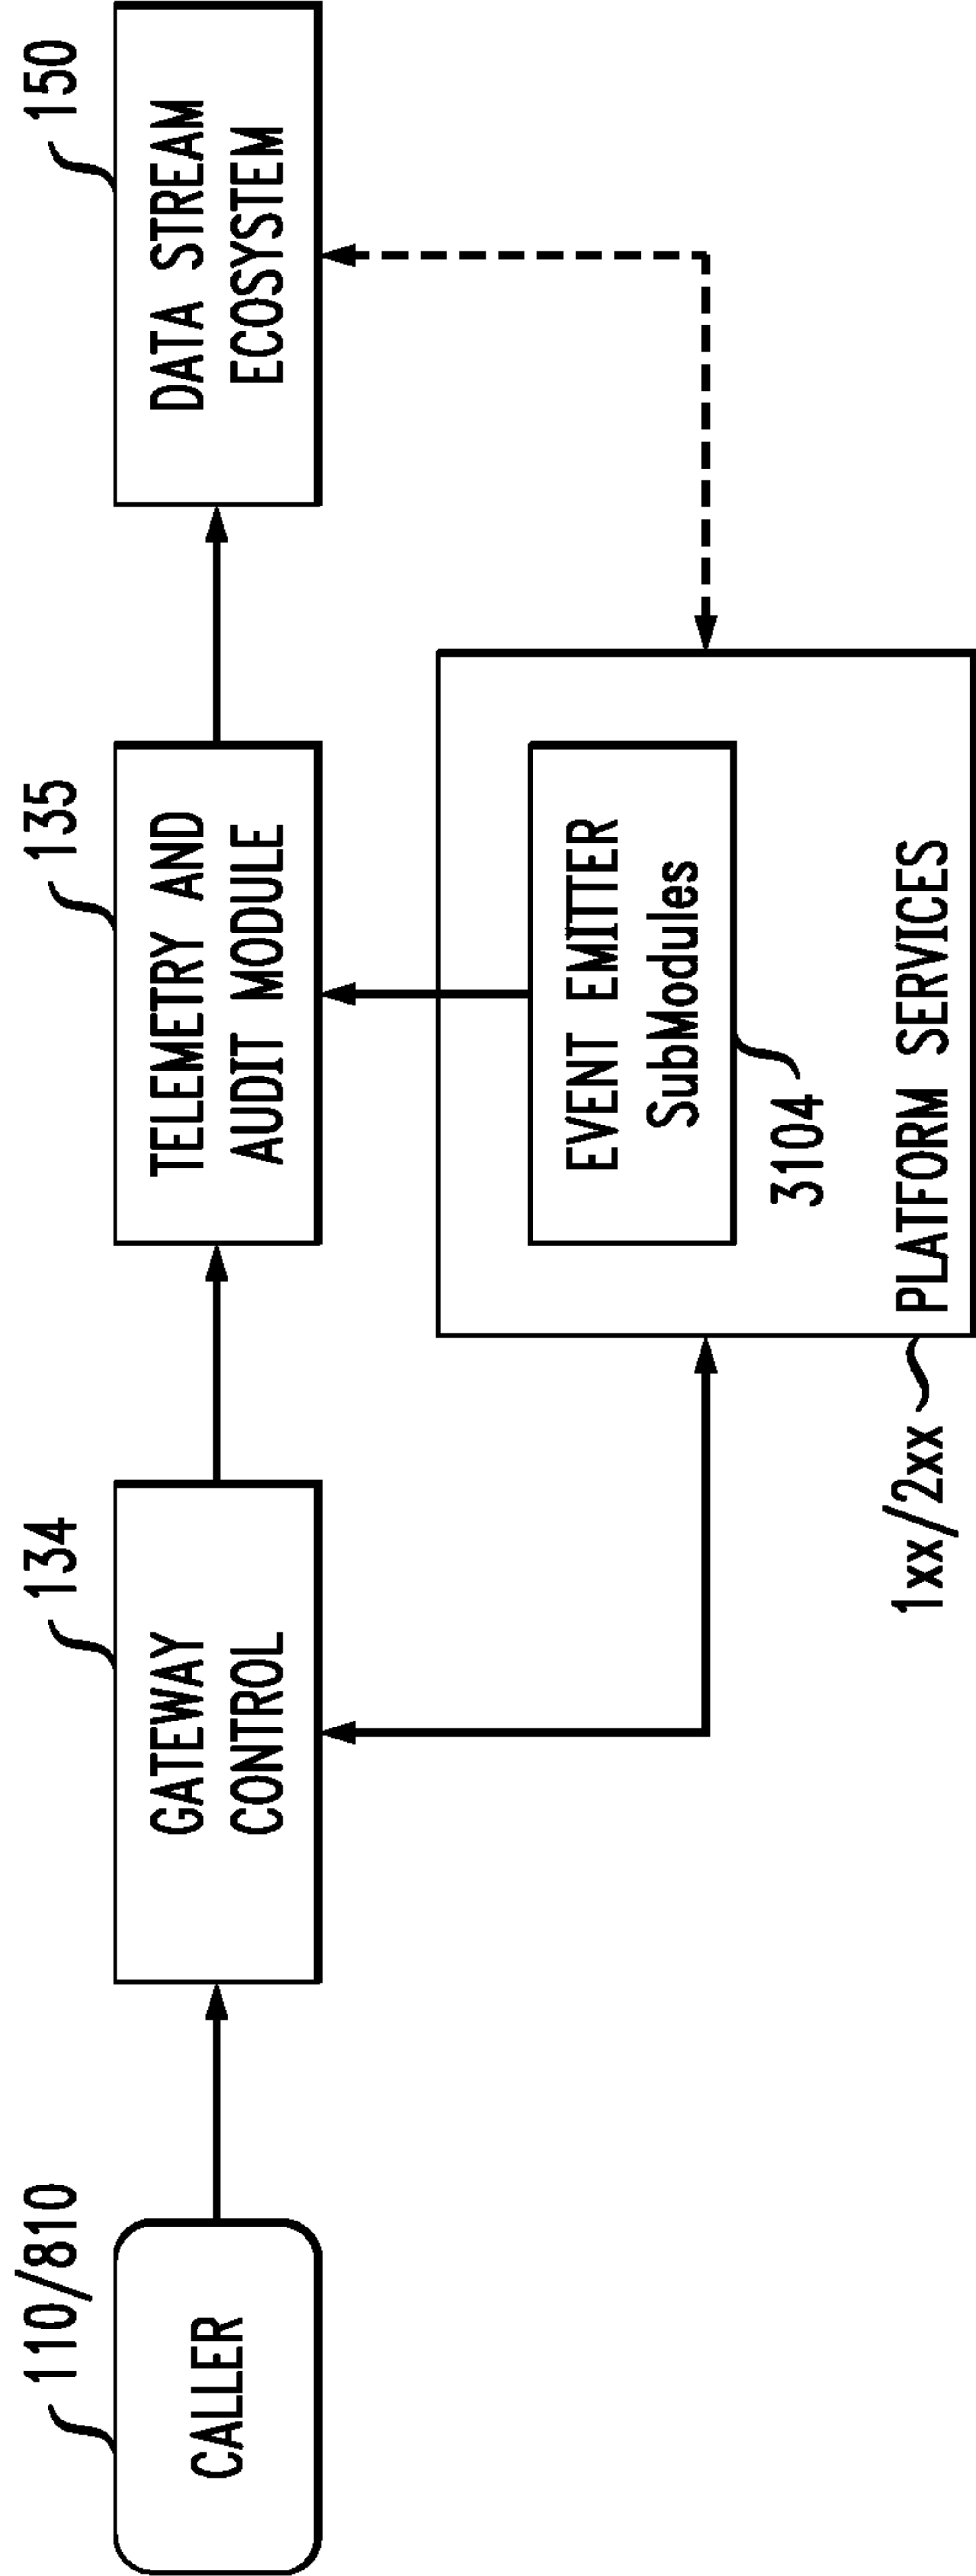 110/810
CALLER
134
GATEWAY
CONTROL
135
TELEMETRY AND
AUDIT MODULE
150
DATA STREAM
ECOSYSTEM
EVENT EMITTER
SubModules
3104
PLATFORM SERVICES
1xx/2xx